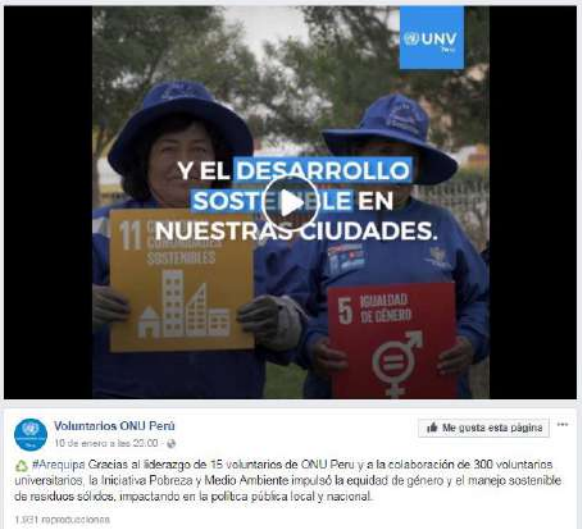 UNV
Perú
Y EL DESARROLLO
SOSTENIBLE EN
NUESTRAS CIUDADES.
11
COMUNIDADES
SOSTENIBLES
5 IGUALDAD
DE GÉNERO
Voluntarios ONU Perú
10 de enero a las 20:00
Me gusta esta página
#Arequipa Gracias al liderazgo de 15 voluntarios de ONU Peru y a la colaboración de 300 voluntarios
universitarios, la Iniciativa Pobreza y Medio Ambiente impulsó la equidad de género y el manejo sostenible
de residuos sólidos, impactando en la política pública local y nacional.
1.931 reproducciones